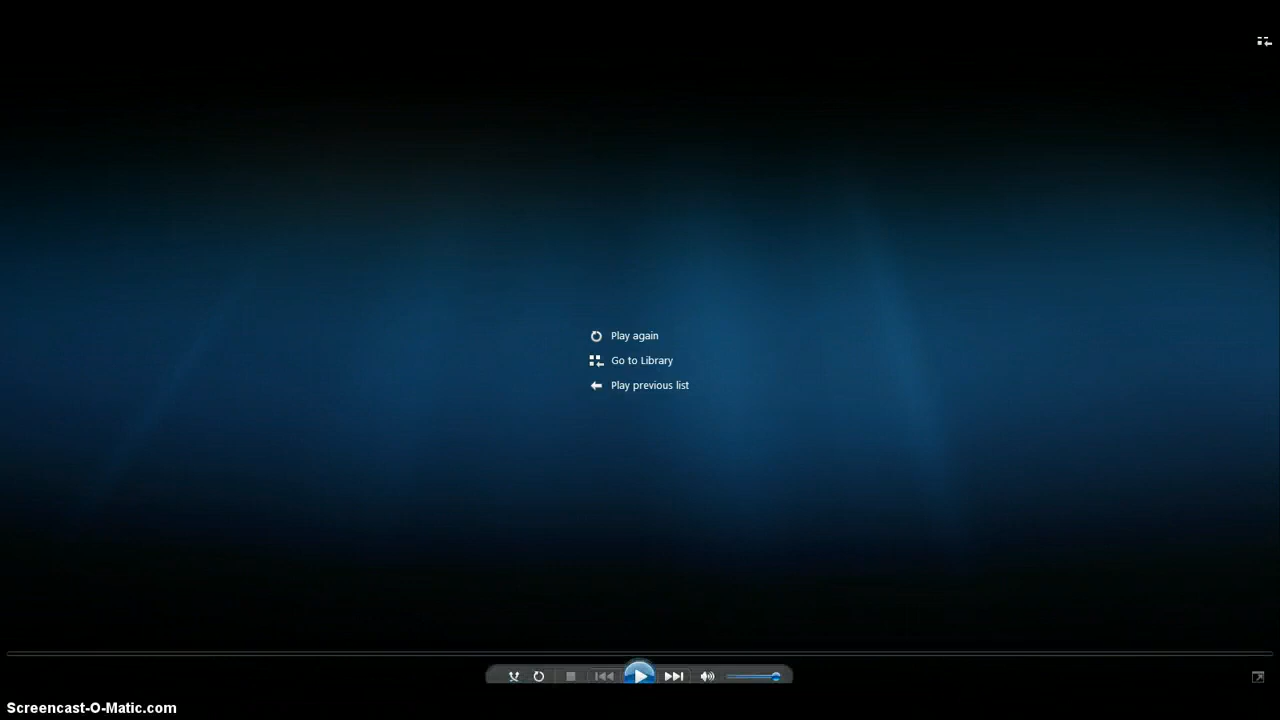 Play again
Go to Library
Play previous list
Screencast-O-Matic.com